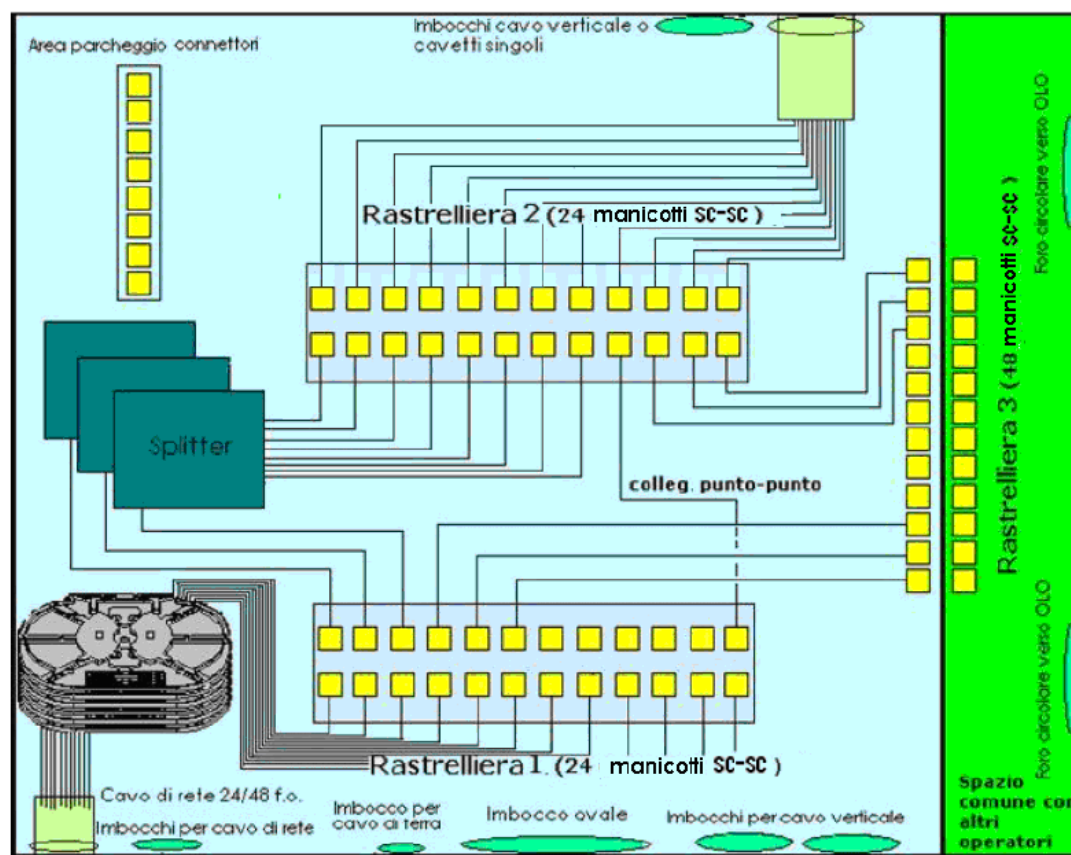 Imbocchi cavo verticale o
cavetti singoli
Area parcheggio connettori
Foro circolare verso OLO
Rastrelliera 2 (24 manicotti SC-SC)
Rastrelliera 3 (48 manicotti SC-SC)
Splitter
colleg. punto-punto
Foro circolare verso OLO
Rastrelliera 1. (24 manicotti SC-SC)
Cavo di rete 24/48 f.o.
Imbocchi per cavo di rete
Imbocco per
cavo di terra
Imbocco ovale
Imbocchi per cavo verticale
Spazio
comune con
altri
operatori